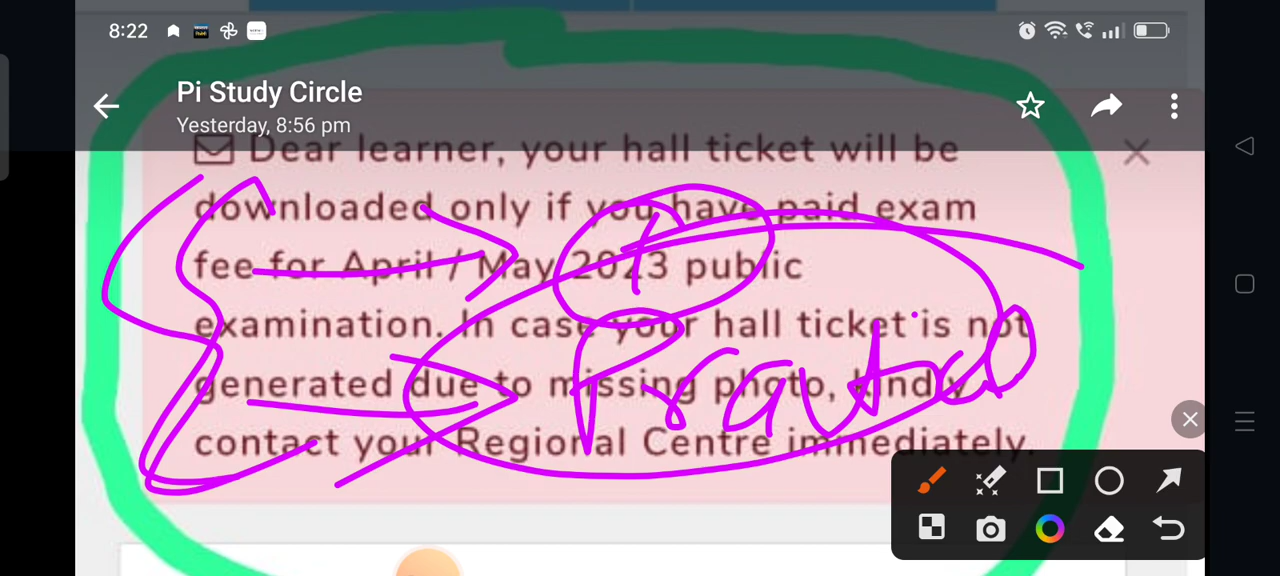 8:22
Pi Study Circle
Yesterday, 8:56 pm
Dear learner, your hall ticket will be
downloaded only if you have paid exam
fee for April / May 2023 public
examination. In case your hall ticket is not
generated due to missing photo, kindly
contact your Regional Centre immediately.